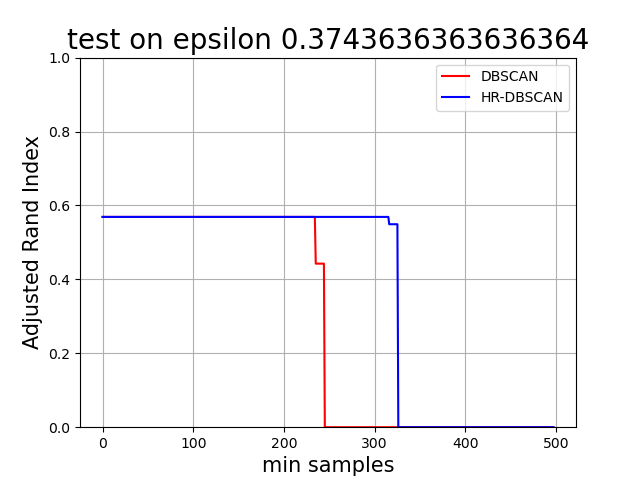 test on epsilon 0.3743636363636364
DBSCAN
HR-DBSCAN
Adjusted Rand Index
1.0
0.8
0.6
0.4
0.2
0.0
0 100 200 300 400 500
min samples